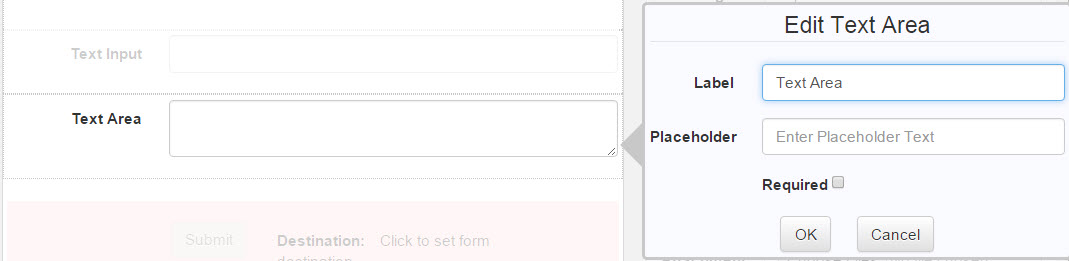 Text Input
Text Area
Submit
Destination: Click to set form
destination
Edit Text Area
Label
Text Area
Placeholder
Enter Placeholder Text
Required
OK
Cancel